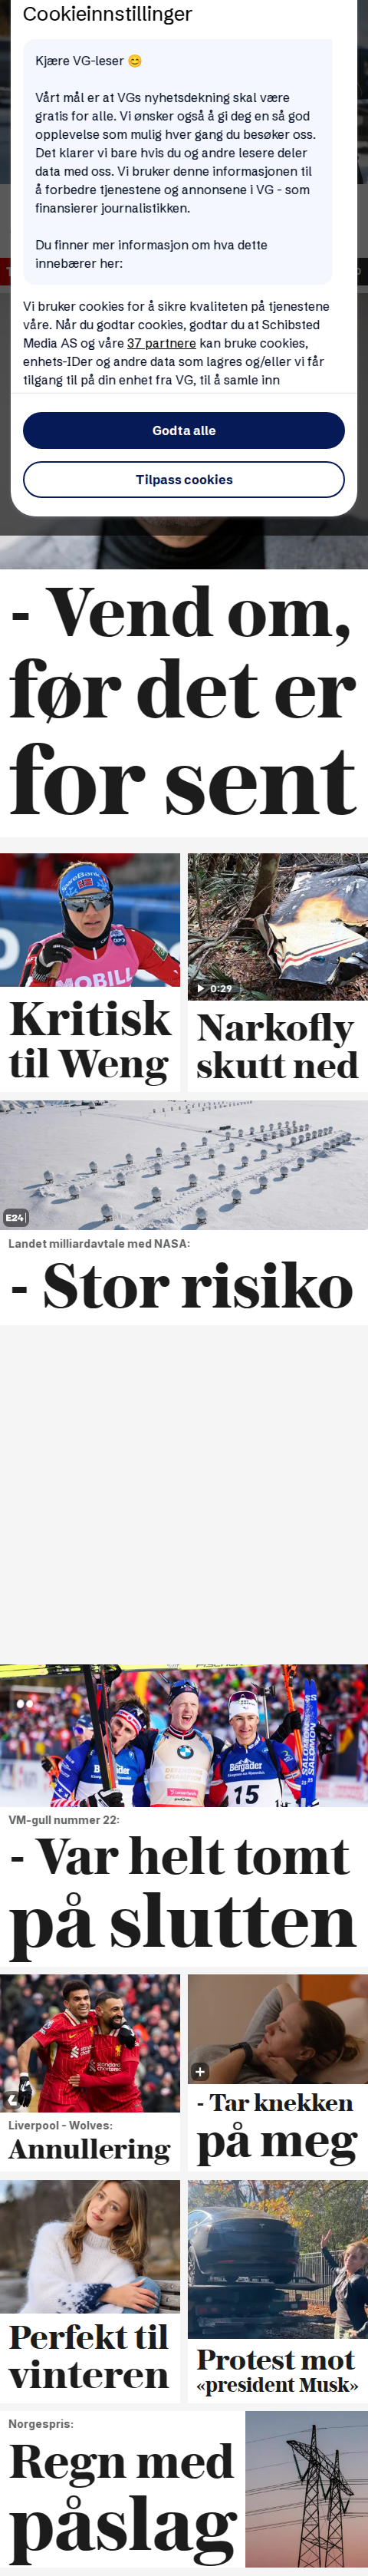 Cookieinnstillinger
Kjære VG-leser 😊
Vårt mål er at VGs nyhetsdekning skal være
gratis for alle. Vi ønsker også å gi deg en så god
opplevelse som mulig hver gang du besøker oss.
Det klarer vi bare hvis du og andre lesere deler
data med oss. Vi bruker denne informasjonen til
å forbedre tjenestene og annonsene i VG - som
finansierer journalistikken.
Du finner mer informasjon om hva dette
innebærer her:
Vi bruker cookies for å sikre kvaliteten på tjenestene
våre. Når du godtar cookies, godtar du at Schibsted
Media AS og våre 37 partnere kan bruke cookies,
enhets-IDer og andre data som lagres og/eller vi får
tilgang til på din enhet fra VG, til å samle inn
Godta alle
Tilpass cookies
- Vend om,
før det er
for sent
SpareBank
MOBILL
Kritisk
til Weng
0:29
Narkofly
skutt ned
E24
Landet milliardavtale med NASA:
- Stor risiko
FISCHER
Bergader
Bergader
15
SALOMON
VM-gull nummer 22:
- Var helt tomt
på slutten
Liverpool - Wolves:
Annullering
+
- Tar knekken
på meg
Perfekt til
vinteren
Protest mot
«president Musk»
Norgespris:
Regn med
påslag